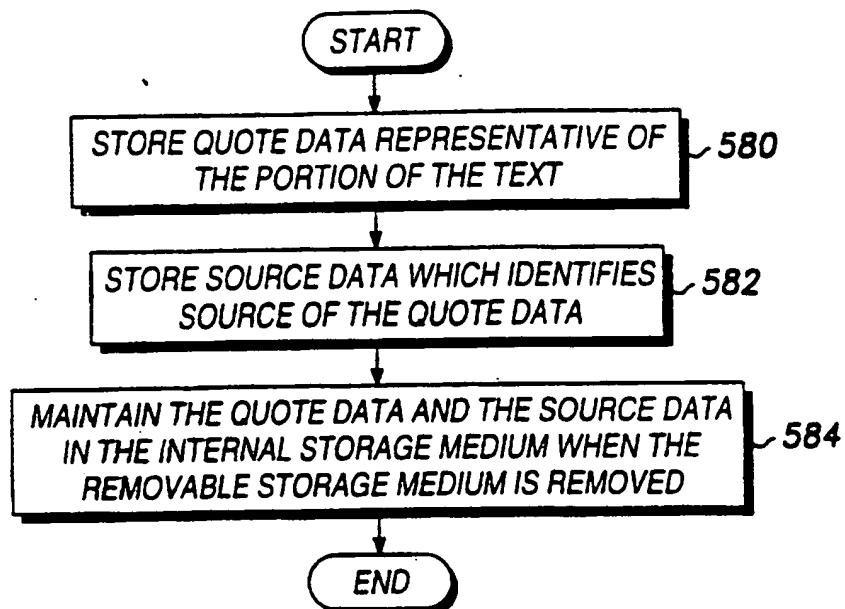 START
STORE QUOTE DATA REPRESENTATIVE OF
THE PORTION OF THE TEXT
580
STORE SOURCE DATA WHICH IDENTIFIES
SOURCE OF THE QUOTE DATA
582
MAINTAIN THE QUOTE DATA AND THE SOURCE DATA
IN THE INTERNAL STORAGE MEDIUM WHEN THE
REMOVABLE STORAGE MEDIUM IS REMOVED
584
END